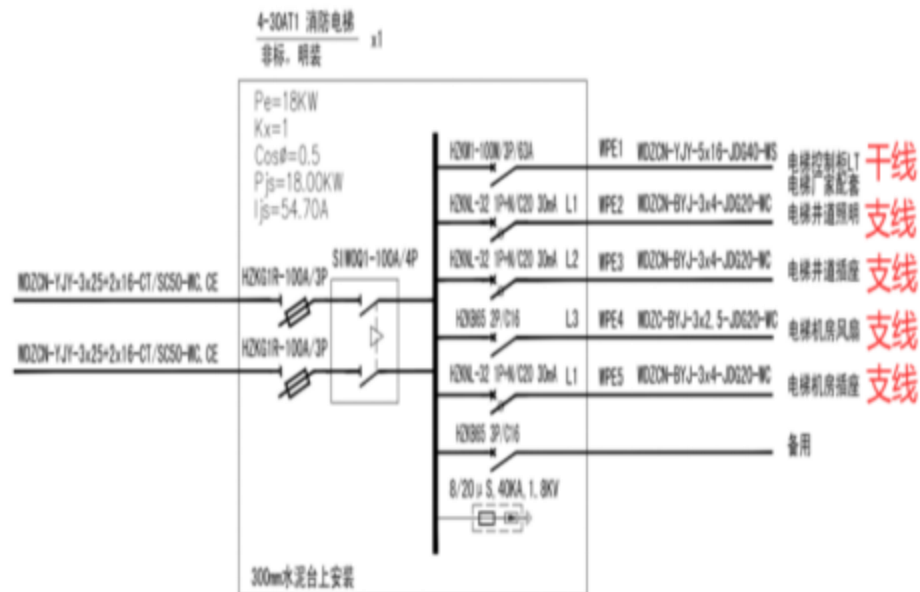 4-30AT1 消防电梯
非标, 明装
x1
Pe=18KW
Kx=1
CosØ=0.5
Pjs=18.00KW
Ijs=54.70A
WDZCN-YJY-3x25+2x16-CT/SC50-WC.CE
HZKG1R-100A/3P
SIWOQ1-100A/4P
WDZCN-YJY-3x25+2x16-CT/SC50-WC.CE
HZKG1R-100A/3P
HZKM1-100M/3P/63A WPE1 WDZCN-YJY-5x16-JDG40-WS 电梯控制柜LT 干线
电梯厂家配套
HZKNL-32 1P+N/C20 30mA L1 WPE2 WDZCN-BYJ-3x4-JDG20-WC 电梯井道照明 支线
HZKNL-32 1P+N/C20 30mA L2 WPE3 WDZCN-BYJ-3x4-JDG20-WC 电梯井道插座 支线
HZKB65 2P/C16 L3 WPE4 WDZC-BYJ-3x2.5-JDG20-WC 电梯机房风扇 支线
HZKNL-32 1P+N/C20 30mA L1 WPE5 WDZCN-BYJ-3x4-JDG20-WC 电梯机房插座 支线
HZKB65 3P/C16 备用
8/20μS,40KA,1.8KV
300mm水泥台上安装